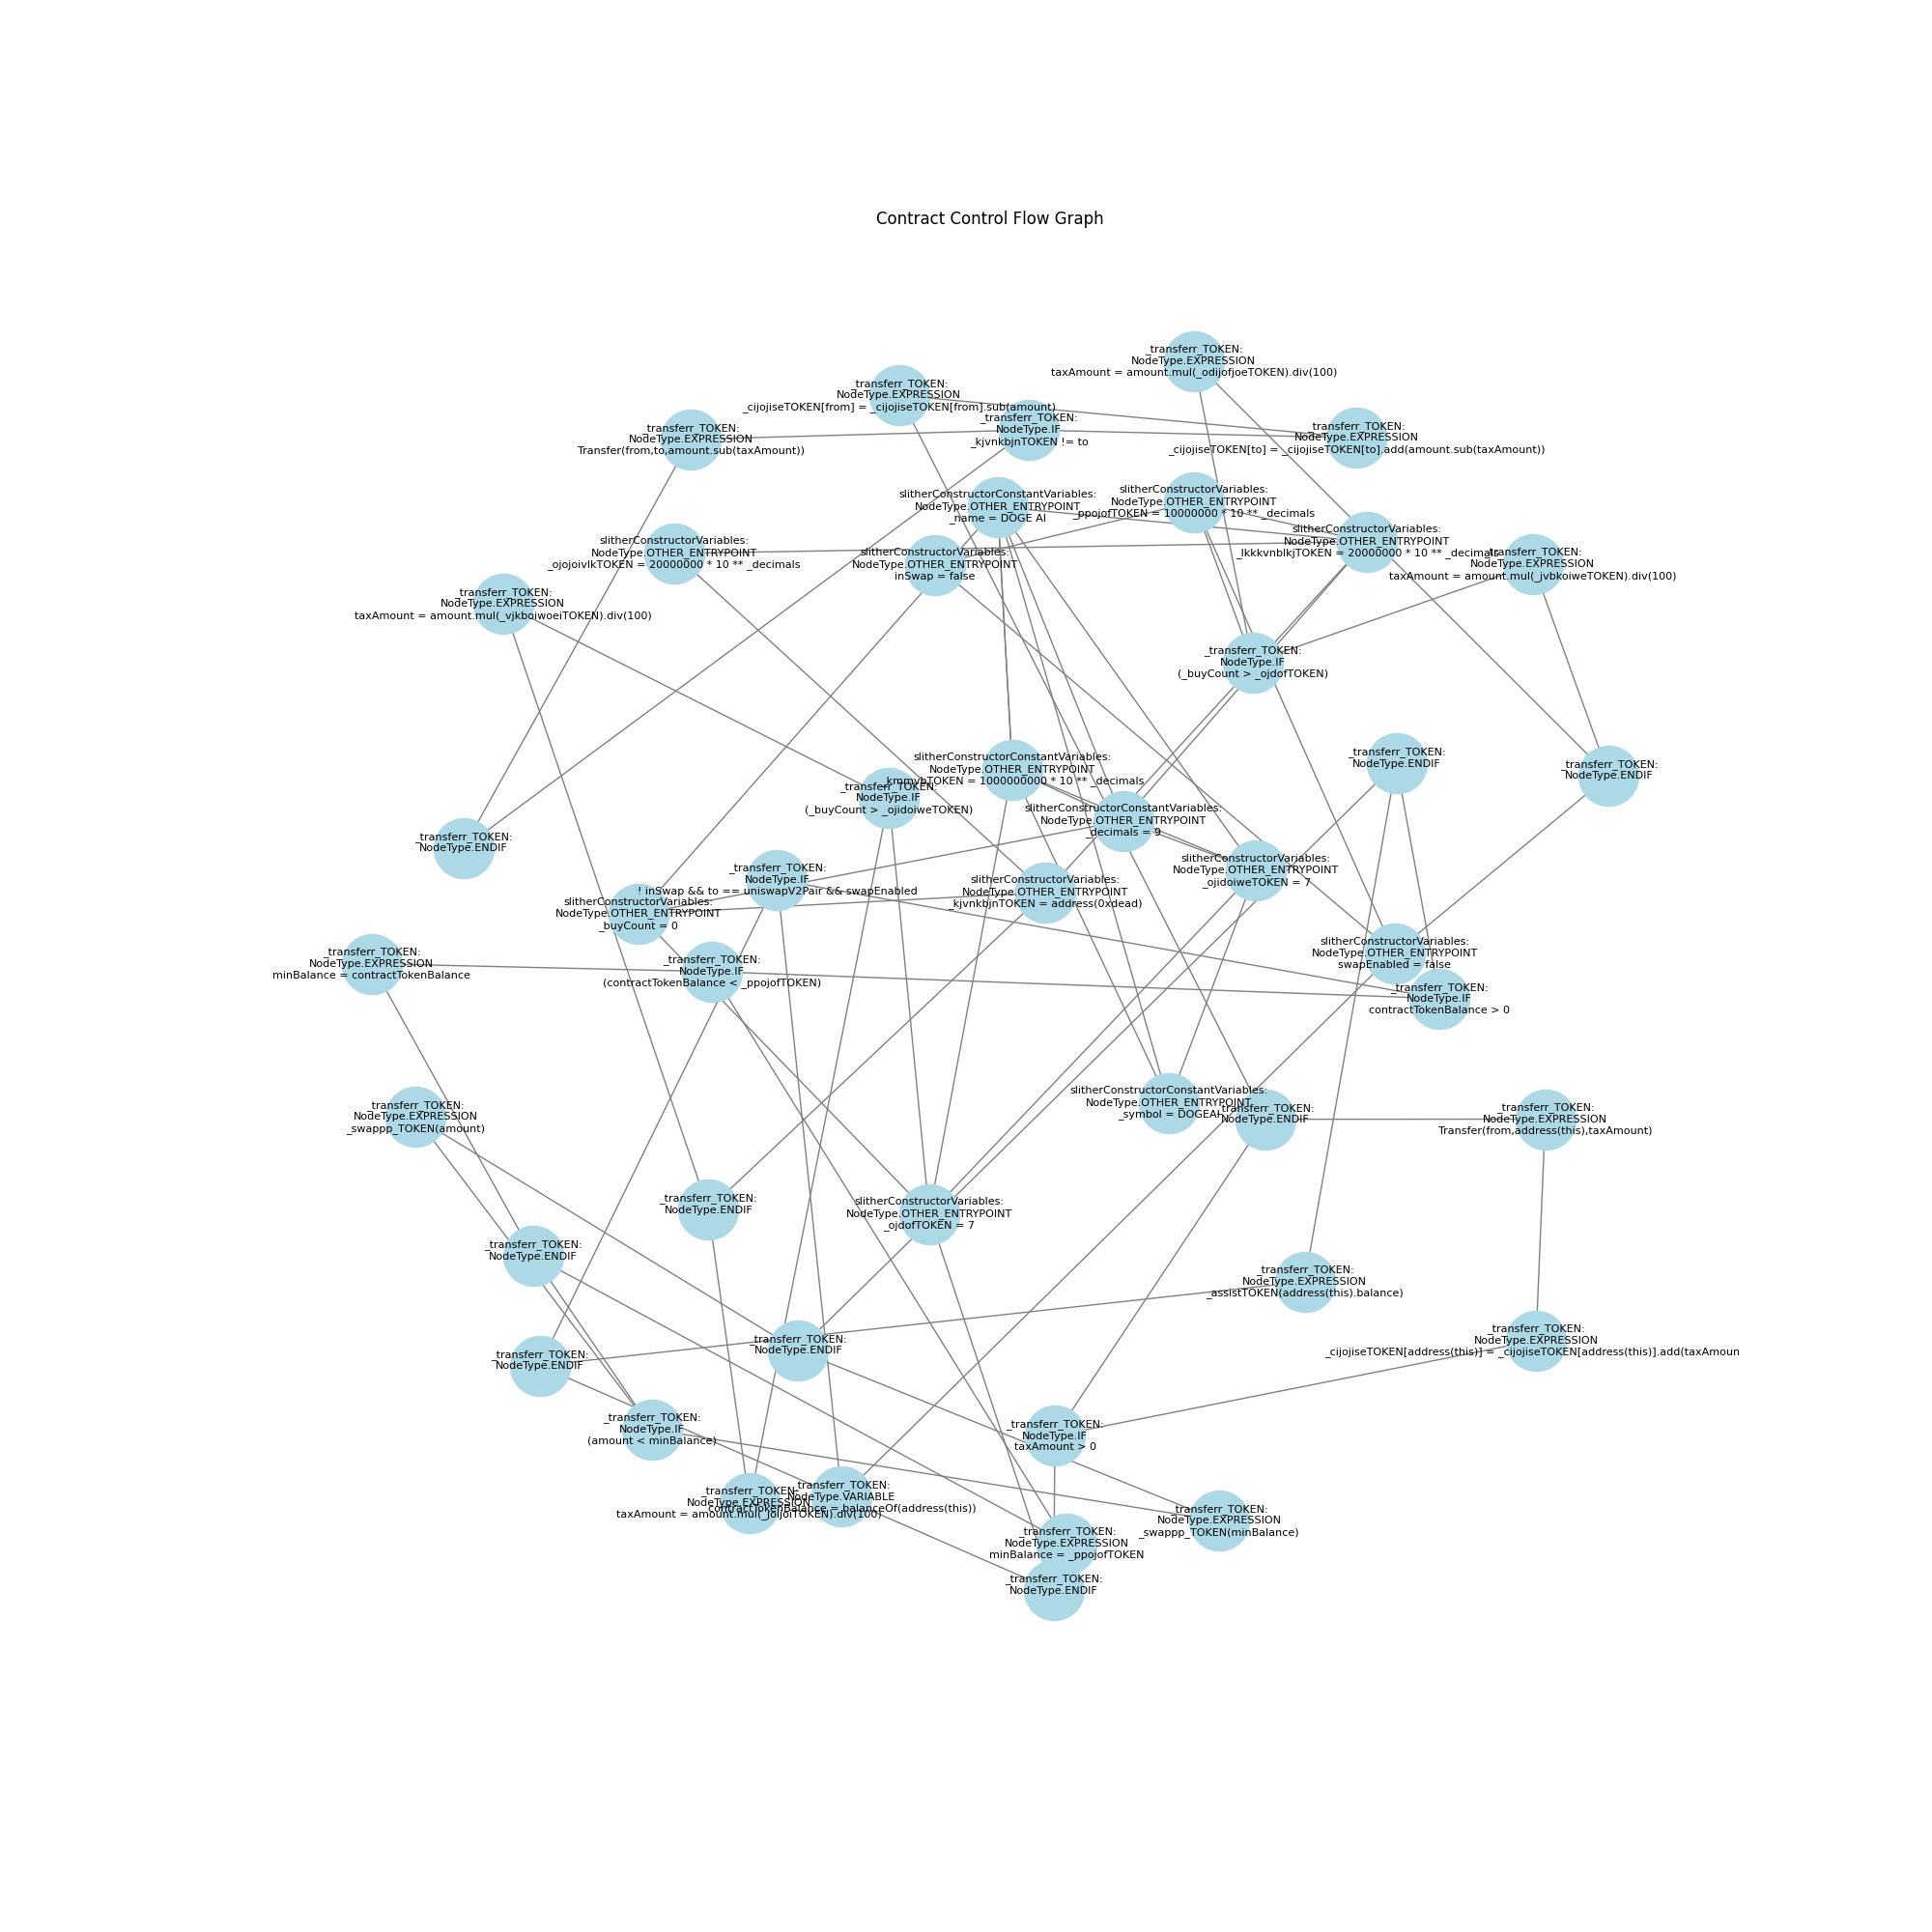 Contract Control Flow Graph
_transferr_TOKEN:
NodeType.EXPRESSION
taxAmount = amount.mul(_odijofjoeTOKEN).div(100)
_transferr_TOKEN:
NodeType.EXPRESSION
_cijojiseTOKEN[from] = _cijojiseTOKEN[from].sub(amount)
_transferr_TOKEN:
NodeType.IF
_kjvnkbjnTOKEN != to
_transferr_TOKEN:
NodeType.EXPRESSION
_cijojiseTOKEN[to] = _cijojiseTOKEN[to].add(amount.sub(taxAmount))
_transferr_TOKEN:
NodeType.EXPRESSION
Transfer(from,to,amount.sub(taxAmount))
slitherConstructorConstantVariables:
NodeType.OTHER_ENTRYPOINT
_name = DOGE AI
slitherConstructorVariables:
NodeType.OTHER_ENTRYPOINT
_ppojofTOKEN = 10000000 * 10 ** _decimals
slitherConstructorVariables:
NodeType.OTHER_ENTRYPOINT
_lkkkvnblkjTOKEN = 20000000 * 10 ** _decimals
slitherConstructorVariables:
NodeType.OTHER_ENTRYPOINT
_ojojoivlkTOKEN = 20000000 * 10 ** _decimals
slitherConstructorVariables:
NodeType.OTHER_ENTRYPOINT
inSwap = false
_transferr_TOKEN:
NodeType.EXPRESSION
taxAmount = amount.mul(_jvbkoiweTOKEN).div(100)
_transferr_TOKEN:
NodeType.EXPRESSION
taxAmount = amount.mul(_vjkboiwoeiTOKEN).div(100)
_transferr_TOKEN:
NodeType.IF
(_buyCount > _ojdofTOKEN)
_transferr_TOKEN:
NodeType.ENDIF
slitherConstructorConstantVariables:
NodeType.OTHER_ENTRYPOINT
_kmmvbTOKEN = 1000000000 * 10 ** _decimals
_transferr_TOKEN:
NodeType.ENDIF
_transferr_TOKEN:
NodeType.IF
(_buyCount > _ojidoiweTOKEN)
slitherConstructorConstantVariables:
NodeType.OTHER_ENTRYPOINT
_decimals = 9
_transferr_TOKEN:
NodeType.ENDIF
slitherConstructorVariables:
NodeType.OTHER_ENTRYPOINT
_ojidoiweTOKEN = 7
_transferr_TOKEN:
NodeType.IF
! inSwap && to == uniswapV2Pair && swapEnabled
slitherConstructorVariables:
NodeType.OTHER_ENTRYPOINT
_kjvnkbjnTOKEN = address(0xdead)
slitherConstructorVariables:
NodeType.OTHER_ENTRYPOINT
_buyCount = 0
slitherConstructorVariables:
NodeType.OTHER_ENTRYPOINT
swapEnabled = false
_transferr_TOKEN:
NodeType.EXPRESSION
minBalance = contractTokenBalance
_transferr_TOKEN:
NodeType.IF
(contractTokenBalance < _ppojofTOKEN)
_transferr_TOKEN:
NodeType.IF
contractTokenBalance > 0
slitherConstructorConstantVariables:
NodeType.OTHER_ENTRYPOINT
_symbol = DOGEAI
_transferr_TOKEN:
NodeType.EXPRESSION
_swappp_TOKEN(amount)
_transferr_TOKEN:
NodeType.ENDIF
_transferr_TOKEN:
NodeType.EXPRESSION
Transfer(from,address(this),taxAmount)
_transferr_TOKEN:
NodeType.ENDIF
slitherConstructorVariables:
NodeType.OTHER_ENTRYPOINT
_ojdofTOKEN = 7
_transferr_TOKEN:
NodeType.ENDIF
_transferr_TOKEN:
NodeType.EXPRESSION
_assistTOKEN(address(this).balance)
_transferr_TOKEN:
NodeType.EXPRESSION
_cijojiseTOKEN[address(this)] = _cijojiseTOKEN[address(this)].add(taxAmoun
_transferr_TOKEN:
NodeType.ENDIF
_transferr_TOKEN:
NodeType.ENDIF
_transferr_TOKEN:
NodeType.IF
(amount < minBalance)
_transferr_TOKEN:
NodeType.IF
taxAmount > 0
_transferr_TOKEN:
NodeType.EXPRESSION
taxAmount = amount.mul(_joijoiTOKEN).div(100)
_transferr_TOKEN:
NodeType.VARIABLE
contractTokenBalance = balanceOf(address(this))
_transferr_TOKEN:
NodeType.EXPRESSION
_swappp_TOKEN(minBalance)
_transferr_TOKEN:
NodeType.EXPRESSION
minBalance = _ppojofTOKEN
_transferr_TOKEN:
NodeType.ENDIF